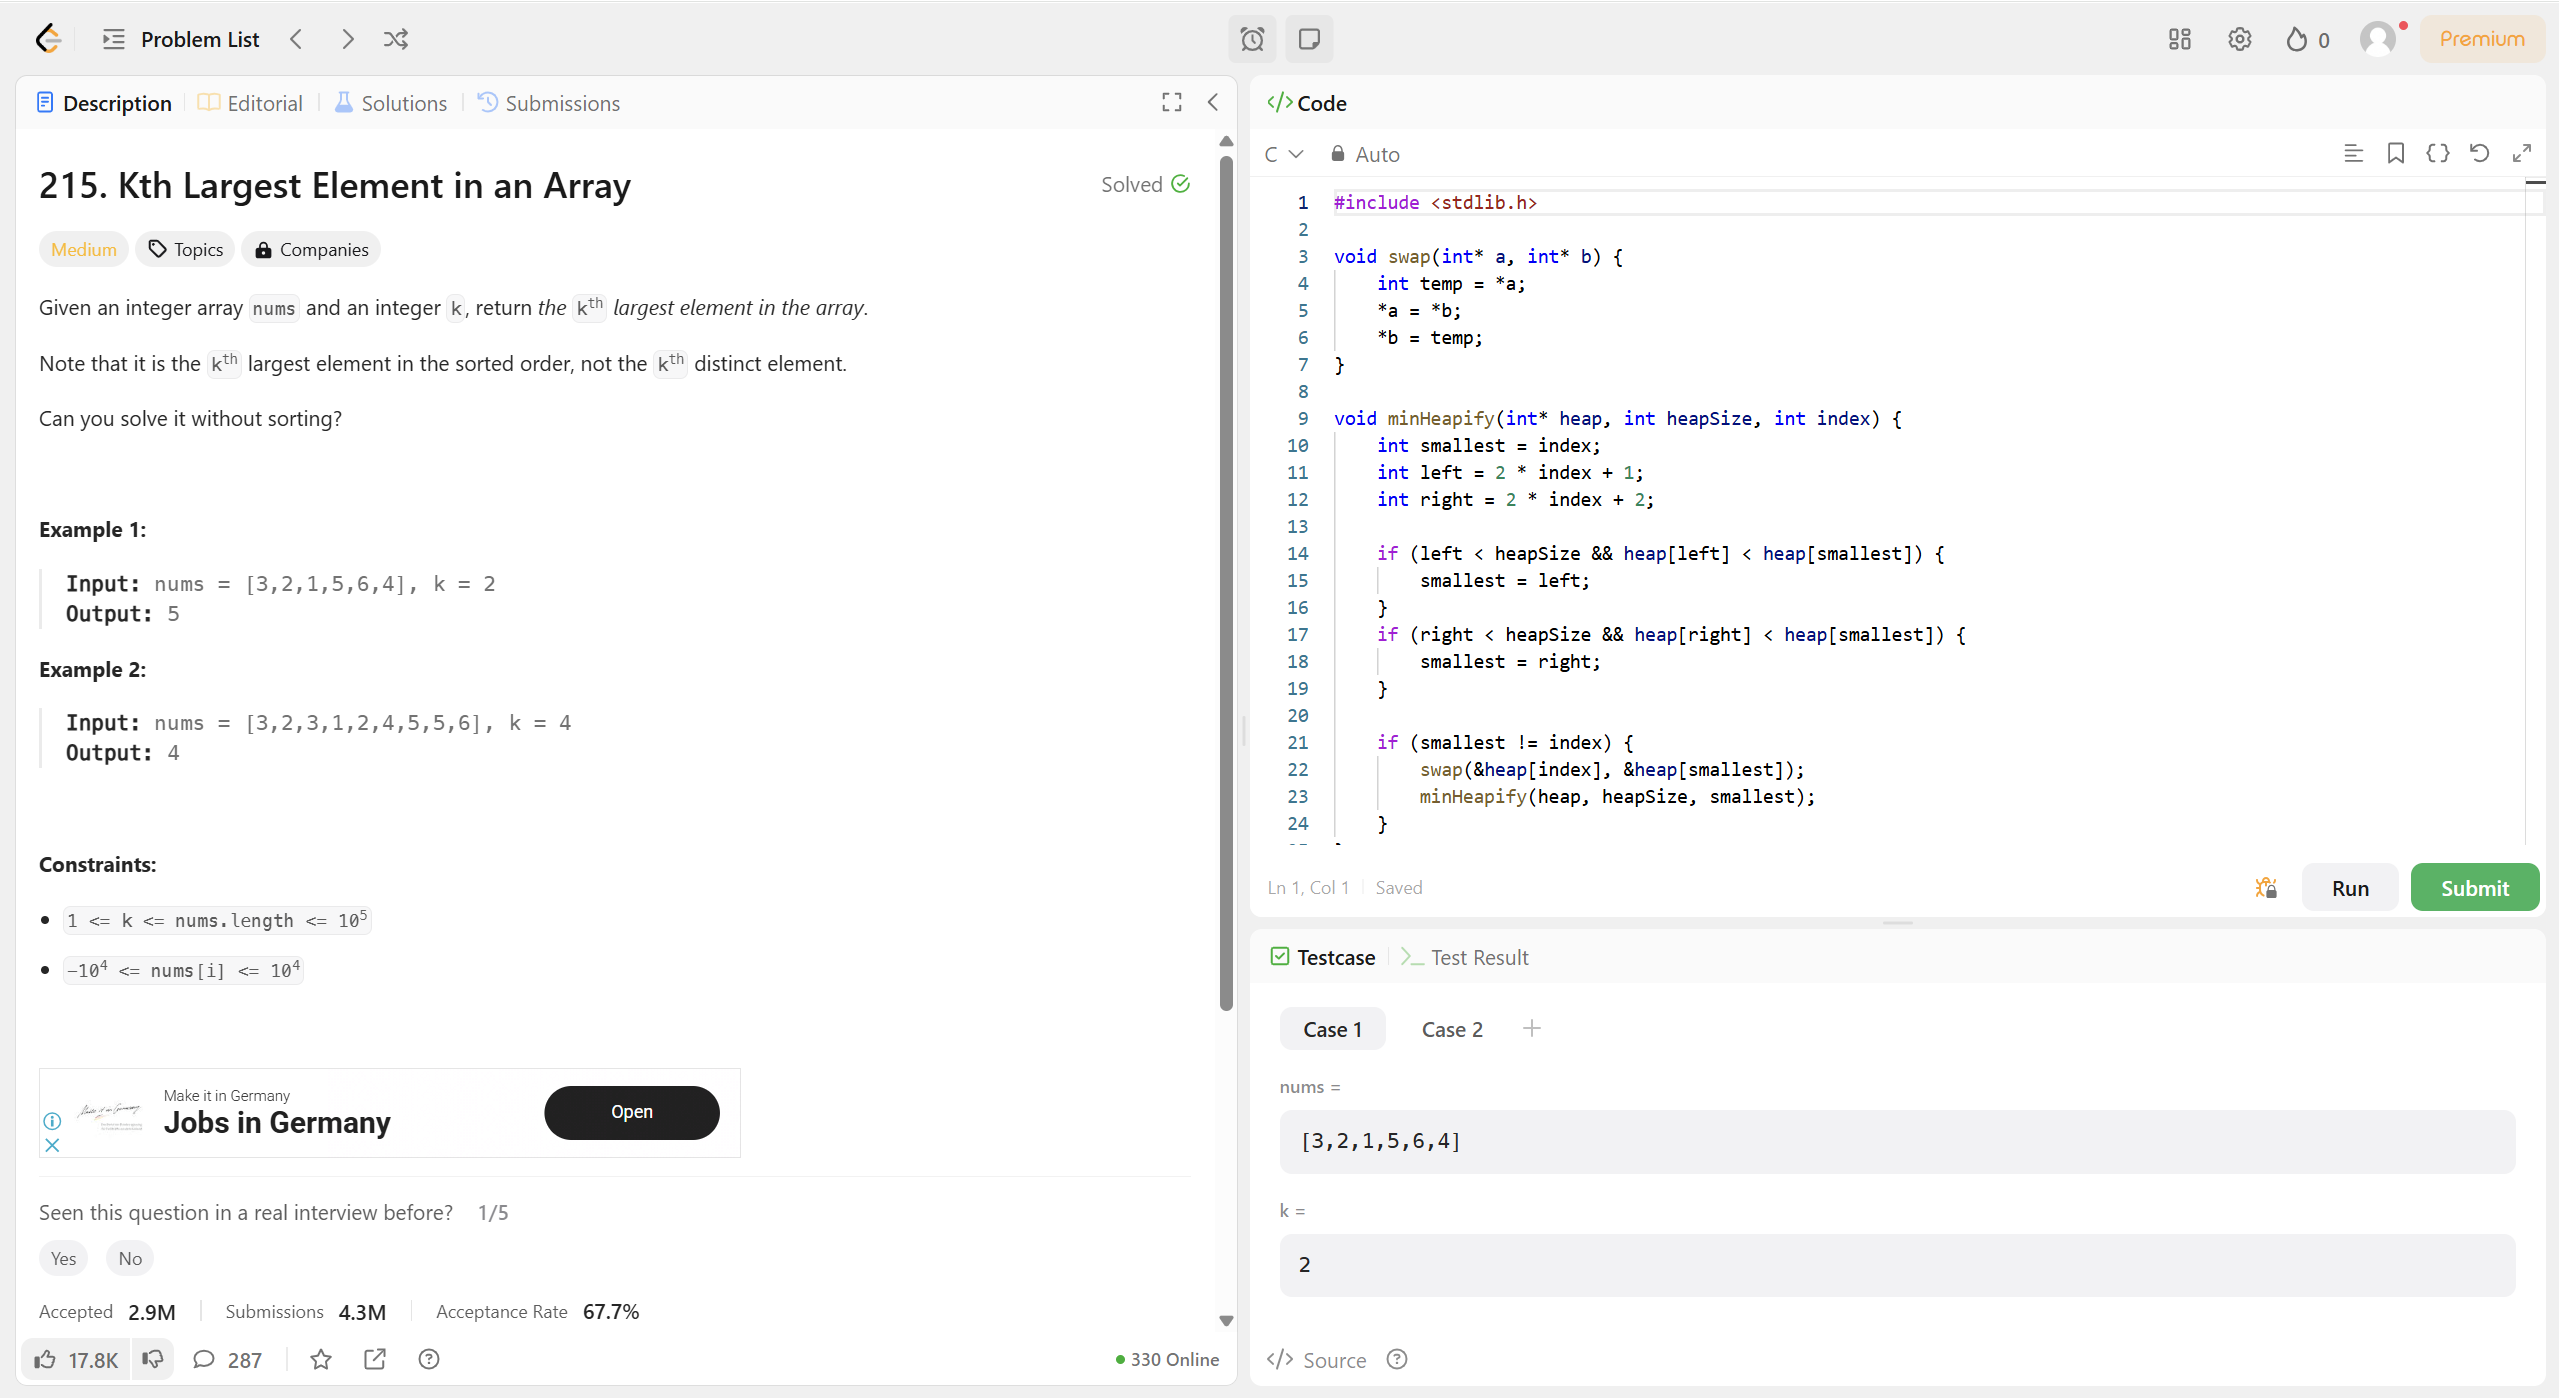 Problem List
0
Premium
Description
Editorial
Solutions
Submissions
215. Kth Largest Element in an Array
Solved
Medium
Topics
Companies
Given an integer array nums and an integer k, return the kth largest element in the array.
Note that it is the kth largest element in the sorted order, not the kth distinct element.
Can you solve it without sorting?
Example 1:
Input: nums = [3,2,1,5,6,4], k = 2
Output: 5
Example 2:
Input: nums = [3,2,3,1,2,4,5,5,6], k = 4
Output: 4
Constraints:
1 <= k <= nums.length <= 10^5
-10^4 <= nums[i] <= 10^4
Make it in Germany
Jobs in Germany
Open
Seen this question in a real interview before? 1/5
Yes
No
Accepted 2.9M
Submissions 4.3M
Acceptance Rate 67.7%
17.8K
287
330 Online
</> Code
C
Auto
1 #include <stdlib.h>
2
3 void swap(int* a, int* b) {
4     int temp = *a;
5     *a = *b;
6     *b = temp;
7 }
8
9 void minHeapify(int* heap, int heapSize, int index) {
10     int smallest = index;
11     int left = 2 * index + 1;
12     int right = 2 * index + 2;
13
14     if (left < heapSize && heap[left] < heap[smallest]) {
15         smallest = left;
16     }
17     if (right < heapSize && heap[right] < heap[smallest]) {
18         smallest = right;
19     }
20
21     if (smallest != index) {
22         swap(&heap[index], &heap[smallest]);
23         minHeapify(heap, heapSize, smallest);
24     }
Ln 1, Col 1
Saved
Run
Submit
Testcase
Test Result
Case 1
Case 2
nums =
[3,2,1,5,6,4]
k =
2
</> Source